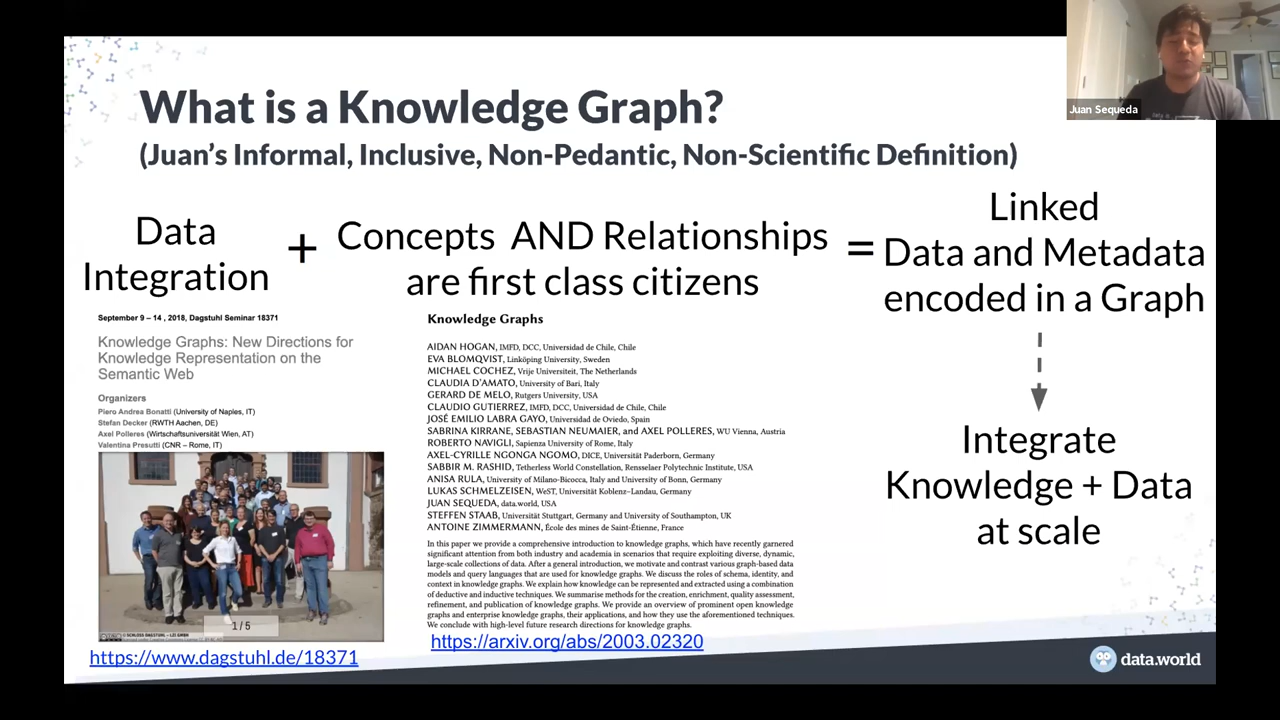 Juan Sequeda
What is a Knowledge Graph?
(Juan's Informal, Inclusive, Non-Pedantic, Non-Scientific Definition)
Data
Integration
+
Concepts AND Relationships
are first class citizens
=
Linked
Data and Metadata
encoded in a Graph
Integrate
Knowledge + Data
at scale
September 9 – 14 , 2018, Dagstuhl Seminar 18371
Knowledge Graphs: New Directions for
Knowledge Representation on the
Semantic Web
Organizers
Piero Andrea Bonatti (University of Naples, IT)
Stefan Decker (RWTH Aachen, DE)
Axel Polleres (Wirtschaftsuniversität Wien, AT)
Valentina Presutti (CNR – Rome, IT)
1 / 5
https://www.dagstuhl.de/18371
Knowledge Graphs
AIDAN HOGAN, IMFD, DCC, Universidad de Chile, Chile
EVA BLOMQVIST, Linköping University, Sweden
MICHAEL COCHEZ, Vrije Universiteit, The Netherlands
CLAUDIA D'AMATO, University of Bari, Italy
GERARD DE MELO, Rutgers University, USA
CLAUDIO GUTIERREZ, IMFD, DCC, Universidad de Chile, Chile
JOSÉ EMILIO LABRA GAYO, Universidad de Oviedo, Spain
SABRINA KIRRANE, SEBASTIAN NEUMAIER, and AXEL POLLERES, WU Vienna, Austria
ROBERTO NAVIGLI, Sapienza University of Rome, Italy
AXEL-CYRILLE NGONGA NGOMO, DICE, Universität Paderborn, Germany
SABBIR M. RASHID, Tetherless World Constellation, Rensselaer Polytechnic Institute, USA
ANISA RULA, University of Milano-Bicocca, Italy and University of Bonn, Germany
LUKAS SCHMELZEISEN, WeST, Universität Koblenz–Landau, Germany
JUAN SEQUEDA, data.world, USA
STEFFEN STAAB, Universität Stuttgart, Germany and University of Southampton, UK
ANTOINE ZIMMERMANN, École des mines de Saint-Étienne, France
In this paper we provide a comprehensive introduction to knowledge graphs, which have recently garnered
significant attention from both industry and academia in scenarios that require exploiting diverse, dynamic,
large-scale collections of data. After a general introduction, we motivate and contrast various graph-based data
models and query languages that are used for knowledge graphs. We discuss the roles of schema, identity, and
context in knowledge graphs. We explain how knowledge can be represented and extracted using a combination
of deductive and inductive techniques. We summarise methods for the creation, enrichment, quality assessment,
refinement, and publication of knowledge graphs. We provide an overview of prominent open knowledge
graphs and enterprise knowledge graphs, their applications, and how they use the aforementioned techniques.
We conclude with high-level future research directions for knowledge graphs.
https://arxiv.org/abs/2003.02320
data.world